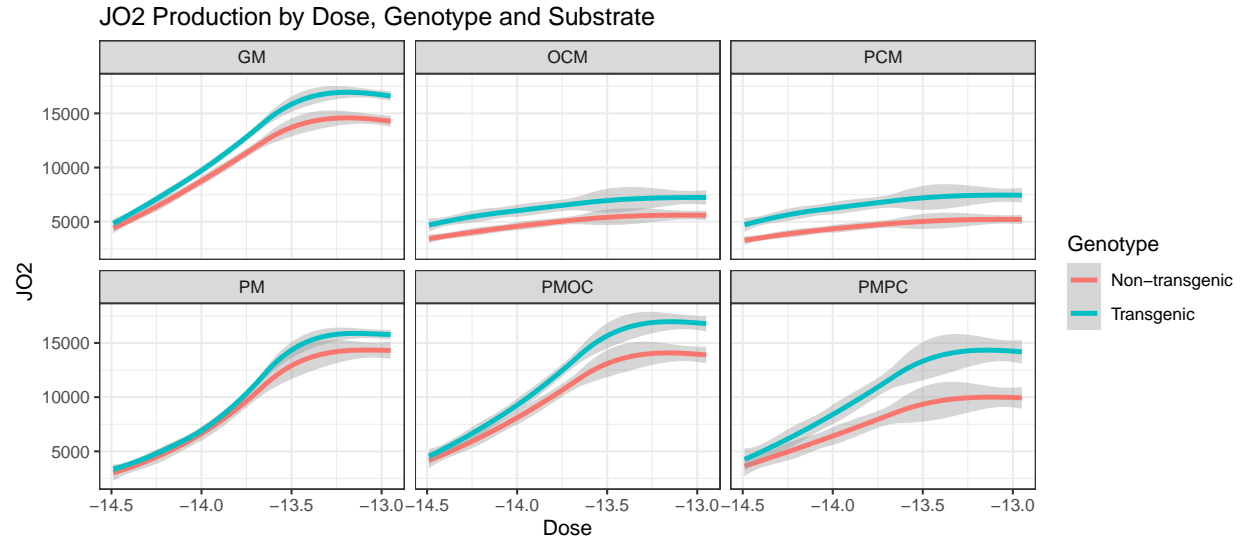 JO2 Production by Dose, Genotype and Substrate
GM
OCM
PCM
15000
10000
5000
PM
PMOC
PMPC
15000
10000
5000
JO2
−14.5
−14.0
−13.5
−13.0
−14.5
−14.0
−13.5
−13.0
−14.5
−14.0
−13.5
−13.0
Dose
Genotype
Non−transgenic
Transgenic